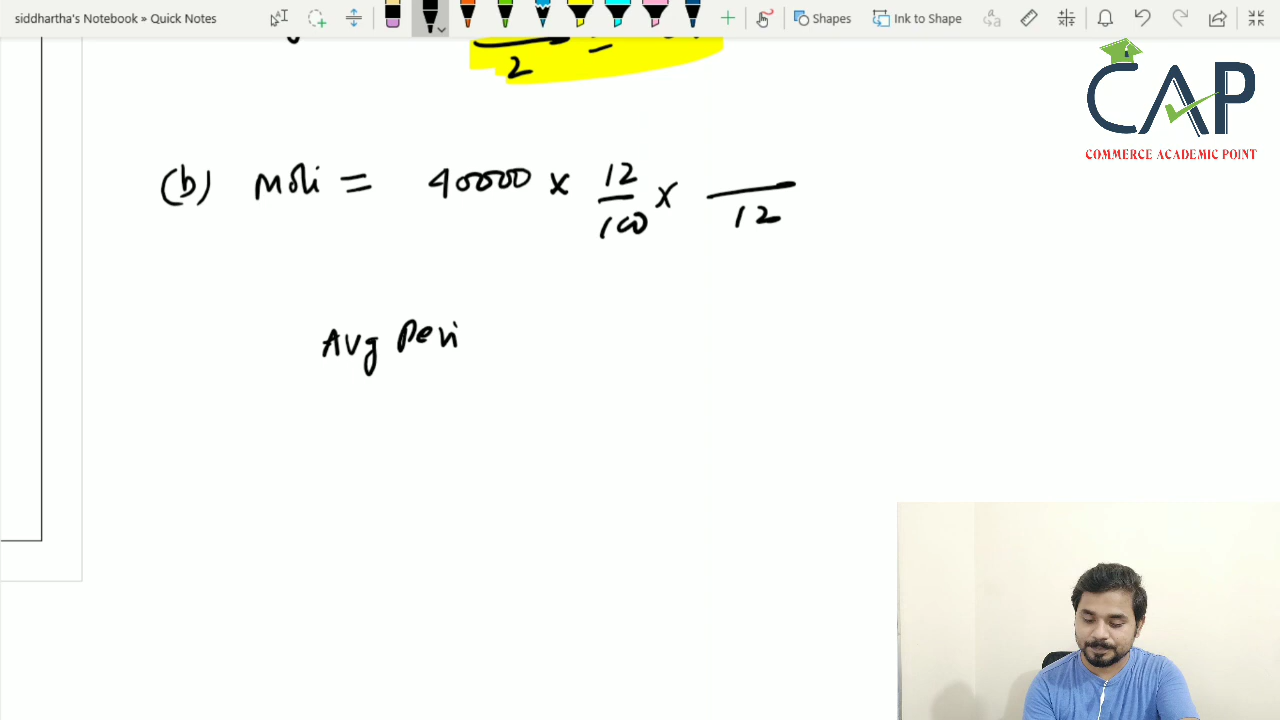 siddhartha's Notebook » Quick Notes
Shapes
Ink to Shape
2
CAP
COMMERCE ACADEMIC POINT
(b) Moli = 40000 × 12/100 × /12
Avg Peri